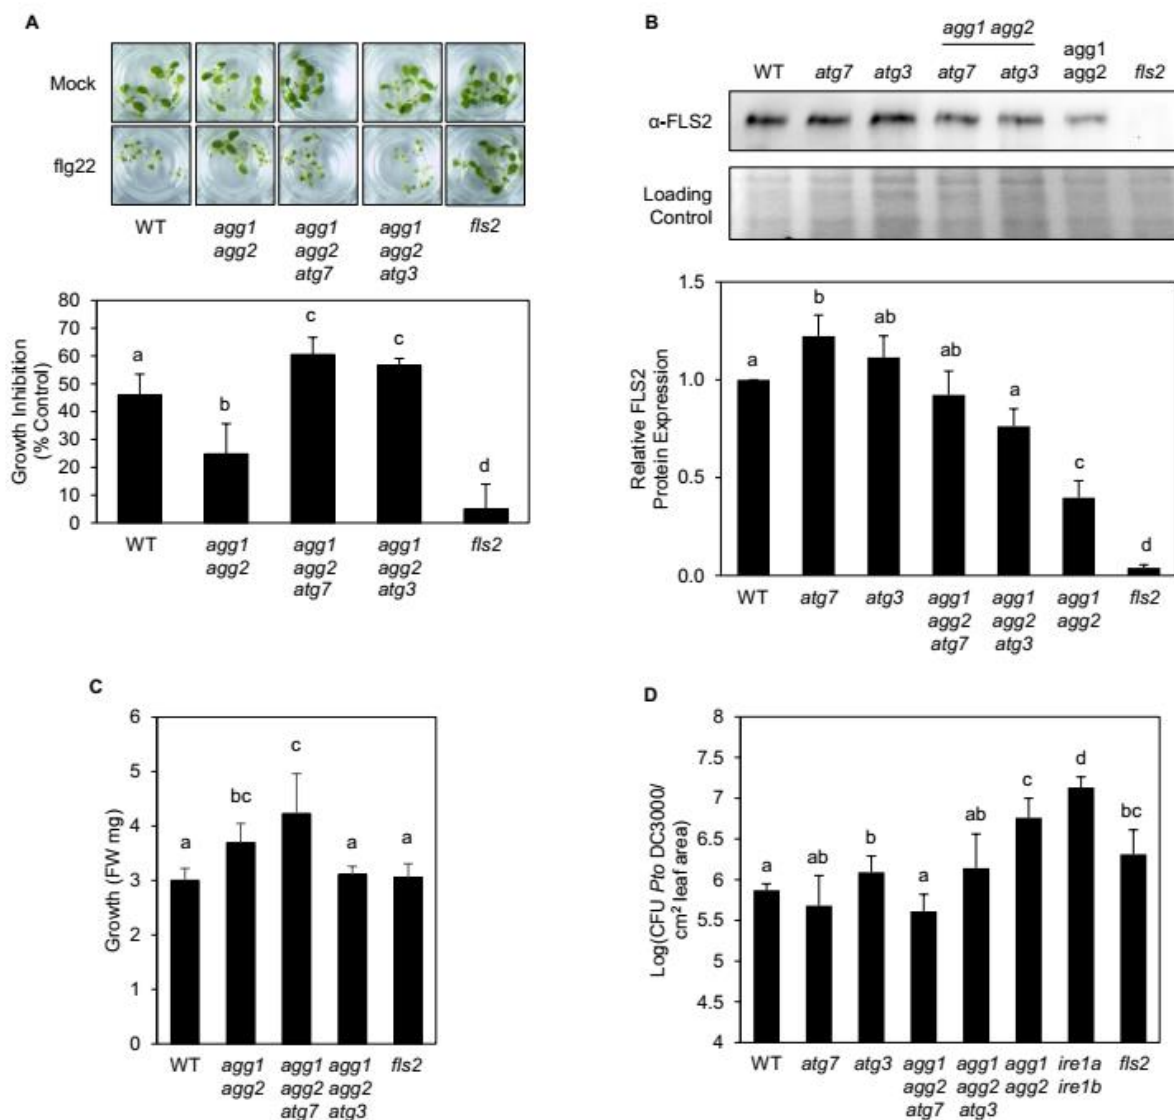 A
Mock
flg22
WT
agg1
agg2
agg1
agg2
atg7
agg1
agg2
atg3
fls2
Growth Inhibition
(% Control)
80
70
60
50
40
30
20
10
0
a
b
c
c
d
WT
agg1
agg2
agg1
agg2
atg7
agg1
agg2
atg3
fls2
B
agg1 agg2
WT
atg7
atg3
atg7
atg3
agg1
agg2
fls2
α-FLS2
Loading
Control
Relative FLS2
Protein Expression
1.5
1.0
0.5
0.0
a
b
ab
ab
a
c
d
WT
atg7
atg3
agg1
agg2
atg7
agg1
agg2
atg3
agg1
agg2
fls2
C
Growth (FW mg)
6
5
4
3
2
1
0
a
bc
c
a
a
WT
agg1
agg2
agg1
agg2
atg7
agg1
agg2
atg3
fls2
D
Log(CFU Pto DC3000/
cm² leaf area)
8
7.5
7
6.5
6
5.5
5
4.5
4
a
ab
b
a
ab
c
d
bc
WT
atg7
atg3
agg1
agg2
atg7
agg1
agg2
atg3
agg1
agg2
ire1a
ire1b
fls2